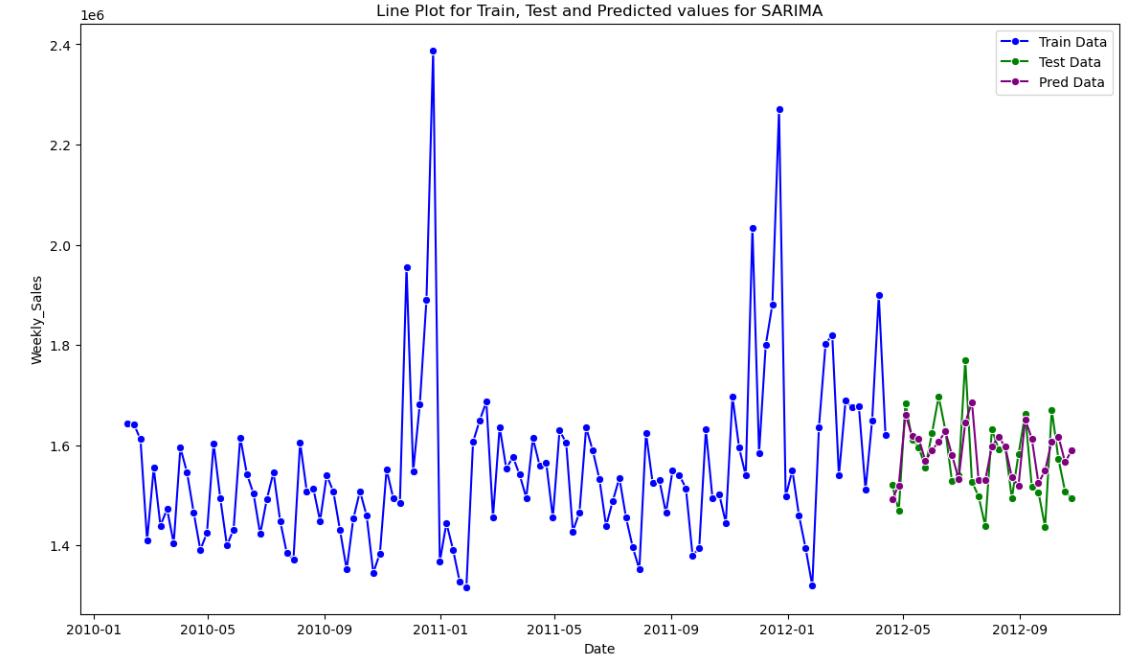 Line Plot for Train, Test and Predicted values for SARIMA
1e6
Train Data
Test Data
Pred Data
2.4
2.2
2.0
1.8
1.6
1.4
Weekly_Sales
2010-01 2010-05 2010-09 2011-01 2011-05 2011-09 2012-01 2012-05 2012-09
Date